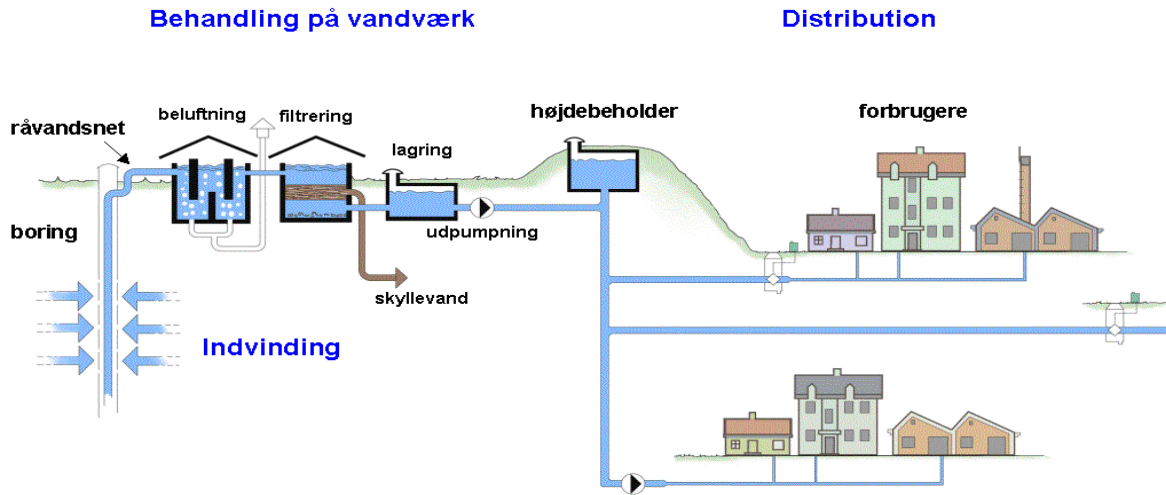 Behandling på vandværk
Distribution
beluftning
filtrering
højdebeholder
forbrugere
råvandsnet
lagring
boring
udpumpning
skyllevand
Indvinding